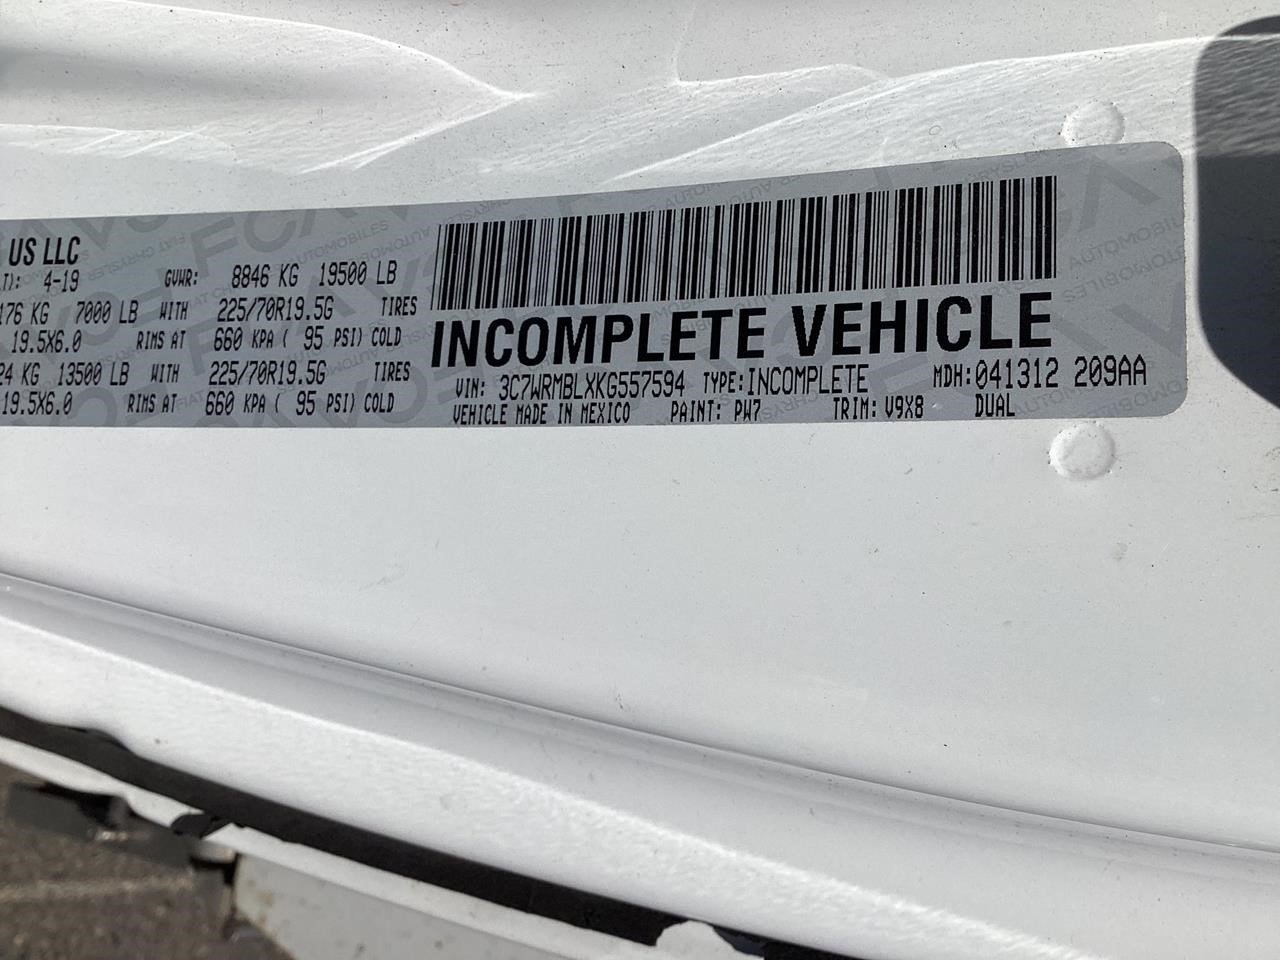 US LLC
T): 4-19 GVWR: 8846 KG 19500 LB
176 KG 7000 LB WITH 225/70R19.5G TIRES
19.5X6.0 RIMS AT 660 KPA ( 95 PSI) COLD
24 KG 13500 LB WITH 225/70R19.5G TIRES
19.5X6.0 RIMS AT 660 KPA ( 95 PSI) COLD
INCOMPLETE VEHICLE
VIN: 3C7WRMBLXKG557594 TYPE: INCOMPLETE MDH: 041312 209AA
VEHICLE MADE IN MEXICO PAINT: PW7 TRIM: V9X8 DUAL